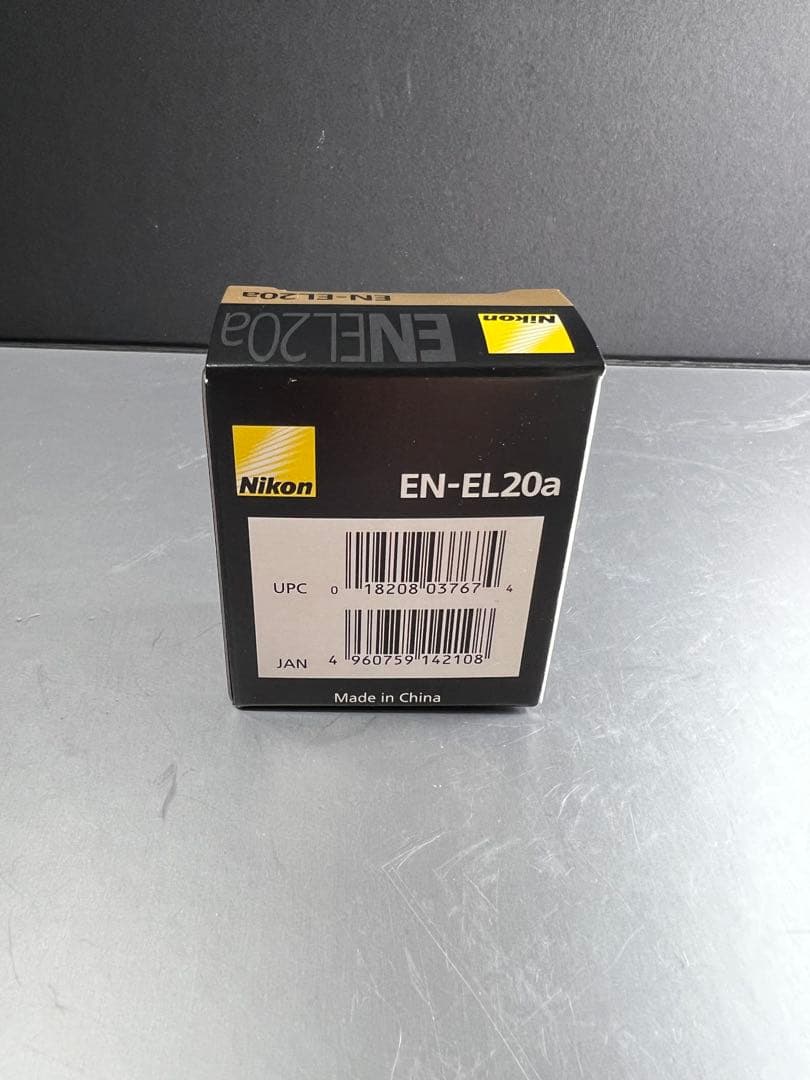 EN-EL20a
ENEL20a
Nikon
Nikon
EN-EL20a
UPC
0 18208 03767 4
JAN
4 960759 142108
Made in China